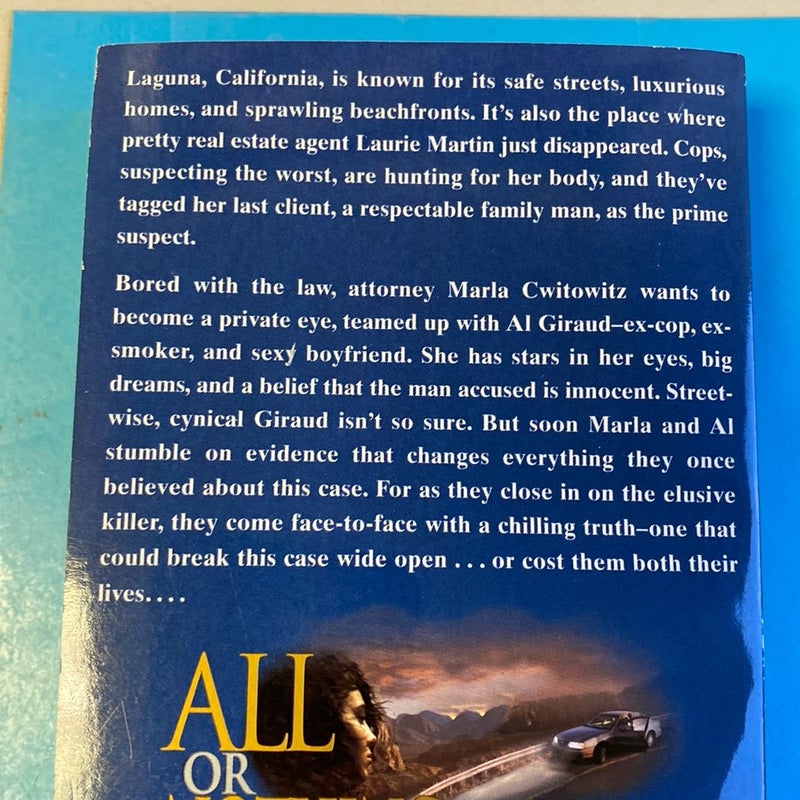 Laguna, California, is known for its safe streets, luxurious
homes, and sprawling beachfronts. It's also the place where
pretty real estate agent Laurie Martin just disappeared. Cops,
suspecting the worst, are hunting for her body, and they've
tagged her last client, a respectable family man, as the prime
suspect.
Bored with the law, attorney Marla Cwitowitz wants to
become a private eye, teamed up with Al Giraud–ex-cop, ex-
smoker, and sexy boyfriend. She has stars in her eyes, big
dreams, and a belief that the man accused is innocent. Street-
wise, cynical Giraud isn't so sure. But soon Marla and Al
stumble on evidence that changes everything they once
believed about this case. For as they close in on the elusive
killer, they come face-to-face with a chilling truth–one that
could break this case wide open . . . or cost them both their
lives. . . .
ALL
OR